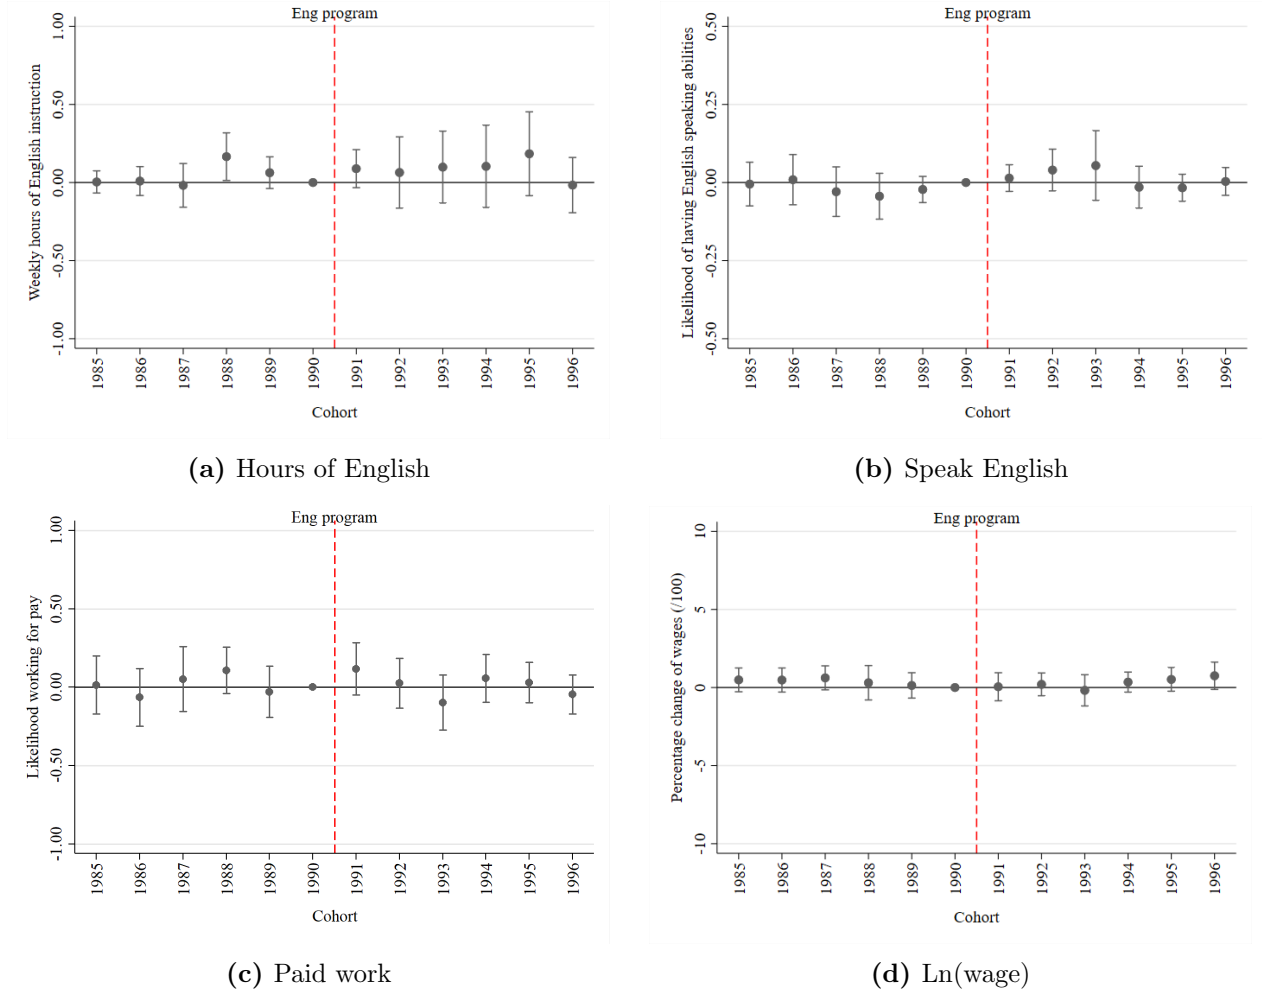 Eng program
Weekly hours of English instruction
1.00
0.50
0.00
-0.50
-1.00
1985 1986 1987 1988 1989 1990 1991 1992 1993 1994 1995 1996
Cohort
(a) Hours of English
Eng program
Likelihood of having English speaking abilities
0.50
0.25
0.00
-0.25
-0.50
1985 1986 1987 1988 1989 1990 1991 1992 1993 1994 1995 1996
Cohort
(b) Speak English
Eng program
Likelihood working for pay
1.00
0.50
0.00
-0.50
-1.00
1985 1986 1987 1988 1989 1990 1991 1992 1993 1994 1995 1996
Cohort
(c) Paid work
Eng program
Percentage change of wages (/100)
10
5
0
-5
-10
1985 1986 1987 1988 1989 1990 1991 1992 1993 1994 1995 1996
Cohort
(d) Ln(wage)